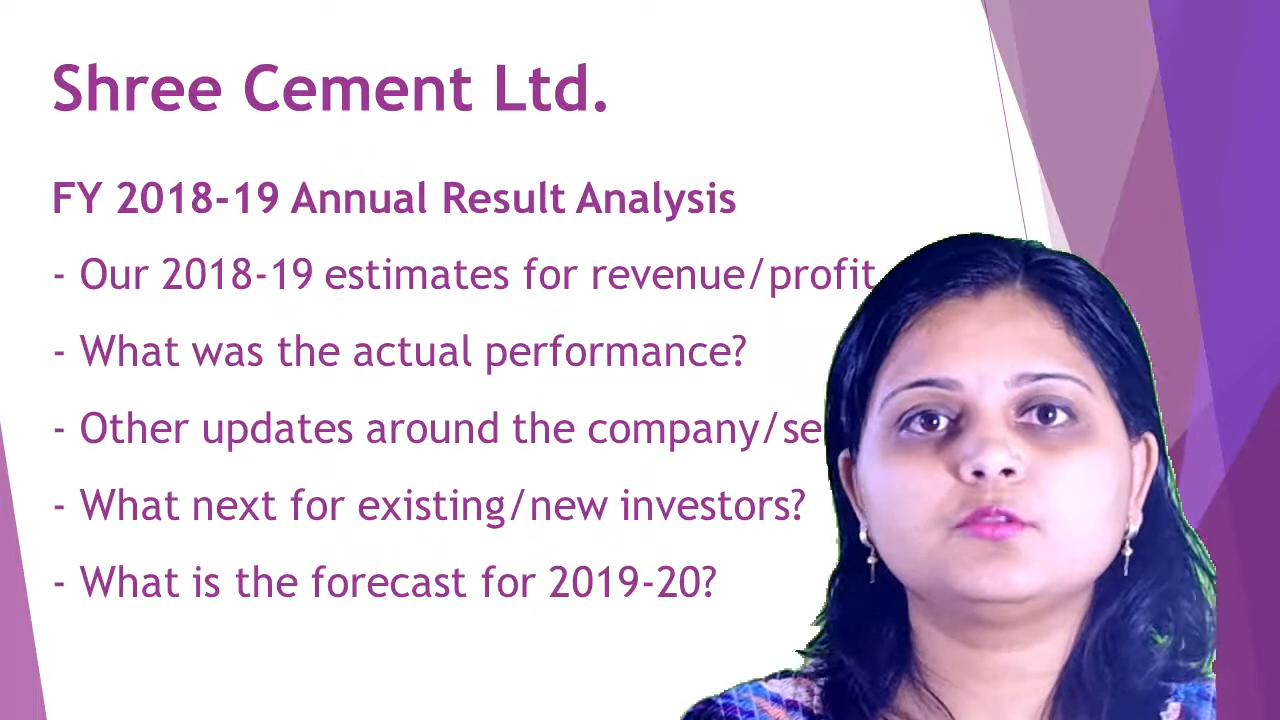 Shree Cement Ltd.
FY 2018-19 Annual Result Analysis
- Our 2018-19 estimates for revenue/profit
- What was the actual performance?
- Other updates around the company/se
- What next for existing/new investors?
- What is the forecast for 2019-20?